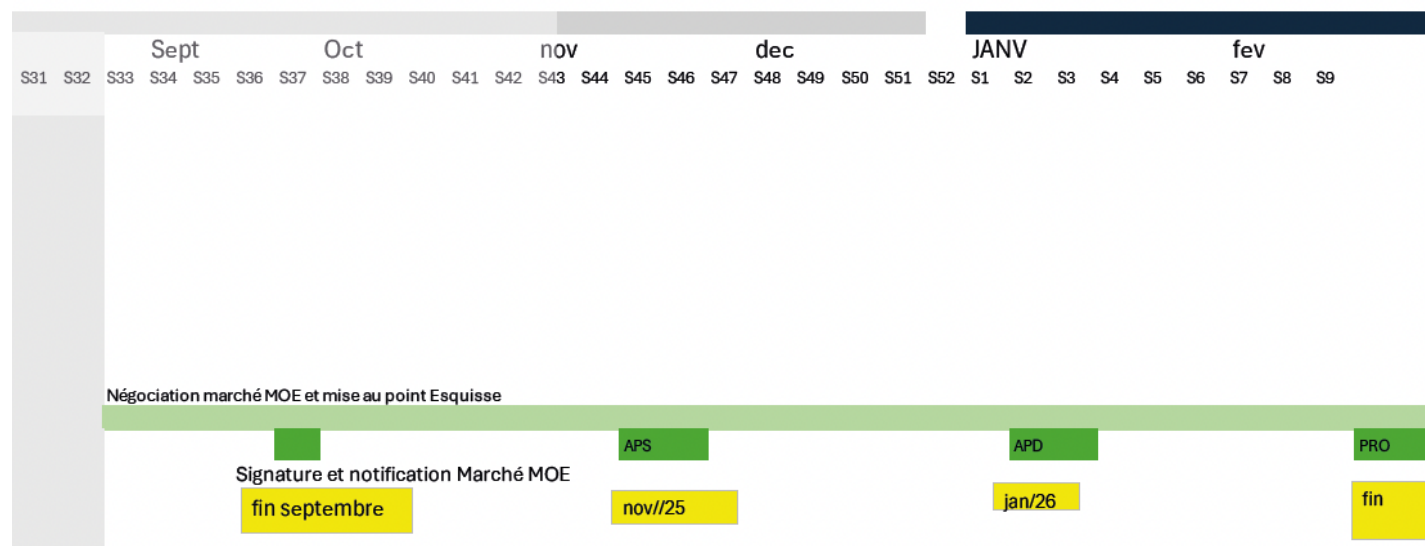 Sept Oct nov dec JANV fev
S31 S32 S33 S34 S35 S36 S37 S38 S39 S40 S41 S42 S43 S44 S45 S46 S47 S48 S49 S50 S51 S52 S1 S2 S3 S4 S5 S6 S7 S8 S9
Négociation marché MOE et mise au point Esquisse
APS APD PRO
Signature et notification Marché MOE
fin septembre nov//25 jan/26 fin